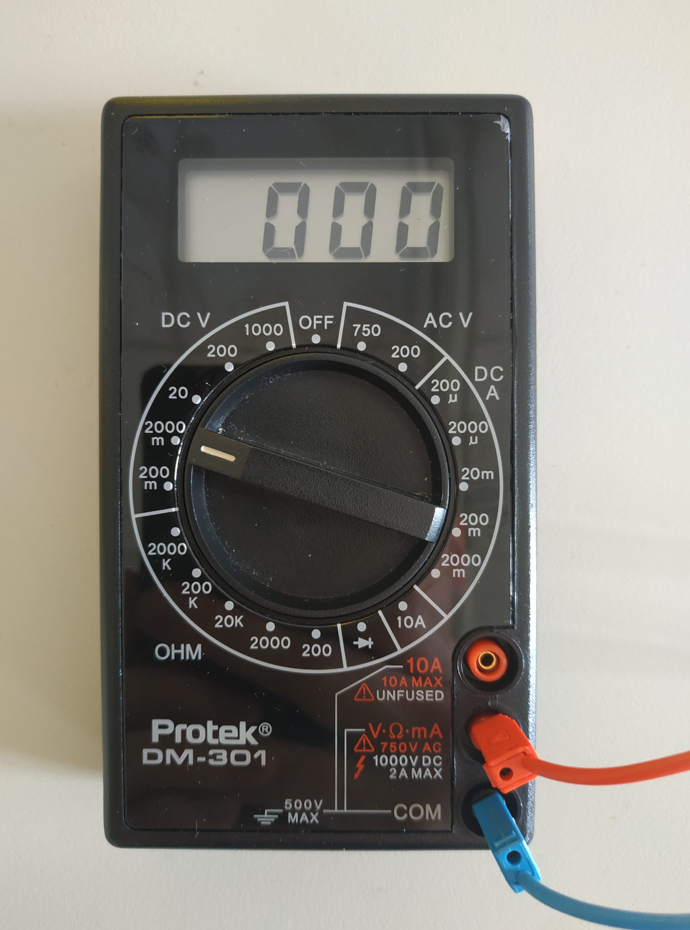 000
DC V
OFF
AC V
1000
750
200
200
DC
A
20
200
µ
2000
m
2000
µ
200
m
20m
2000
K
200
m
200
K
2000
m
20K
2000
200
10A
OHM
10A
10A MAX
UNFUSED
Protek®
DM-301
V·Ω·mA
750V AC
1000V DC
2A MAX
500V
MAX
COM